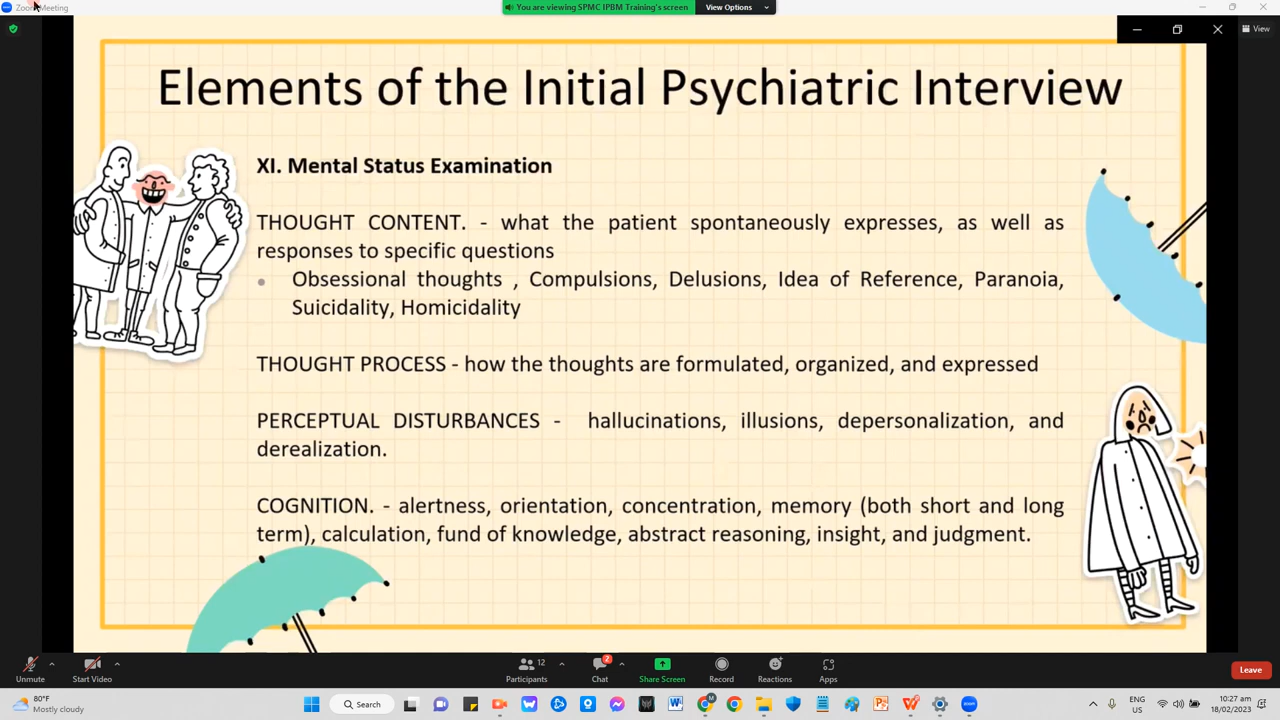 Zoom Meeting
You are viewing SPMC IPBM Training's screen
View Options
View
Elements of the Initial Psychiatric Interview
XI. Mental Status Examination
THOUGHT CONTENT. - what the patient spontaneously expresses, as well as
responses to specific questions
• Obsessional thoughts , Compulsions, Delusions, Idea of Reference, Paranoia,
Suicidality, Homicidality
THOUGHT PROCESS - how the thoughts are formulated, organized, and expressed
PERCEPTUAL DISTURBANCES - hallucinations, illusions, depersonalization, and
derealization.
COGNITION. - alertness, orientation, concentration, memory (both short and long
term), calculation, fund of knowledge, abstract reasoning, insight, and judgment.
Unmute
Start Video
12
Participants
2
Chat
Share Screen
Record
Reactions
Apps
Leave
80°F
Mostly cloudy
Search
ENG
US
10:27 am
18/02/2023